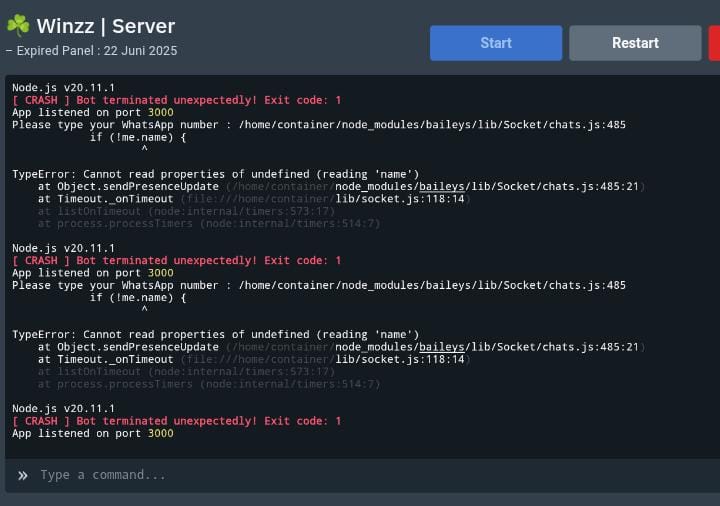 ☘️ Winzz | Server
– Expired Panel : 22 Juni 2025
Start
Restart
Node.js v20.11.1
[ CRASH ] Bot terminated unexpectedly! Exit code: 1
App listened on port 3000
Please type your WhatsApp number : /home/container/node_modules/baileys/lib/Socket/chats.js:485
if (!me.name) {
^
TypeError: Cannot read properties of undefined (reading 'name')
at Object.sendPresenceUpdate (/home/container/node_modules/baileys/lib/Socket/chats.js:485:21)
at Timeout._onTimeout (file:///home/container/lib/socket.js:118:14)
at listOnTimeout (node:internal/timers:573:17)
at process.processTimers (node:internal/timers:514:7)
Node.js v20.11.1
[ CRASH ] Bot terminated unexpectedly! Exit code: 1
App listened on port 3000
Please type your WhatsApp number : /home/container/node_modules/baileys/lib/Socket/chats.js:485
if (!me.name) {
^
TypeError: Cannot read properties of undefined (reading 'name')
at Object.sendPresenceUpdate (/home/container/node_modules/baileys/lib/Socket/chats.js:485:21)
at Timeout._onTimeout (file:///home/container/lib/socket.js:118:14)
at listOnTimeout (node:internal/timers:573:17)
at process.processTimers (node:internal/timers:514:7)
Node.js v20.11.1
[ CRASH ] Bot terminated unexpectedly! Exit code: 1
App listened on port 3000
» Type a command...